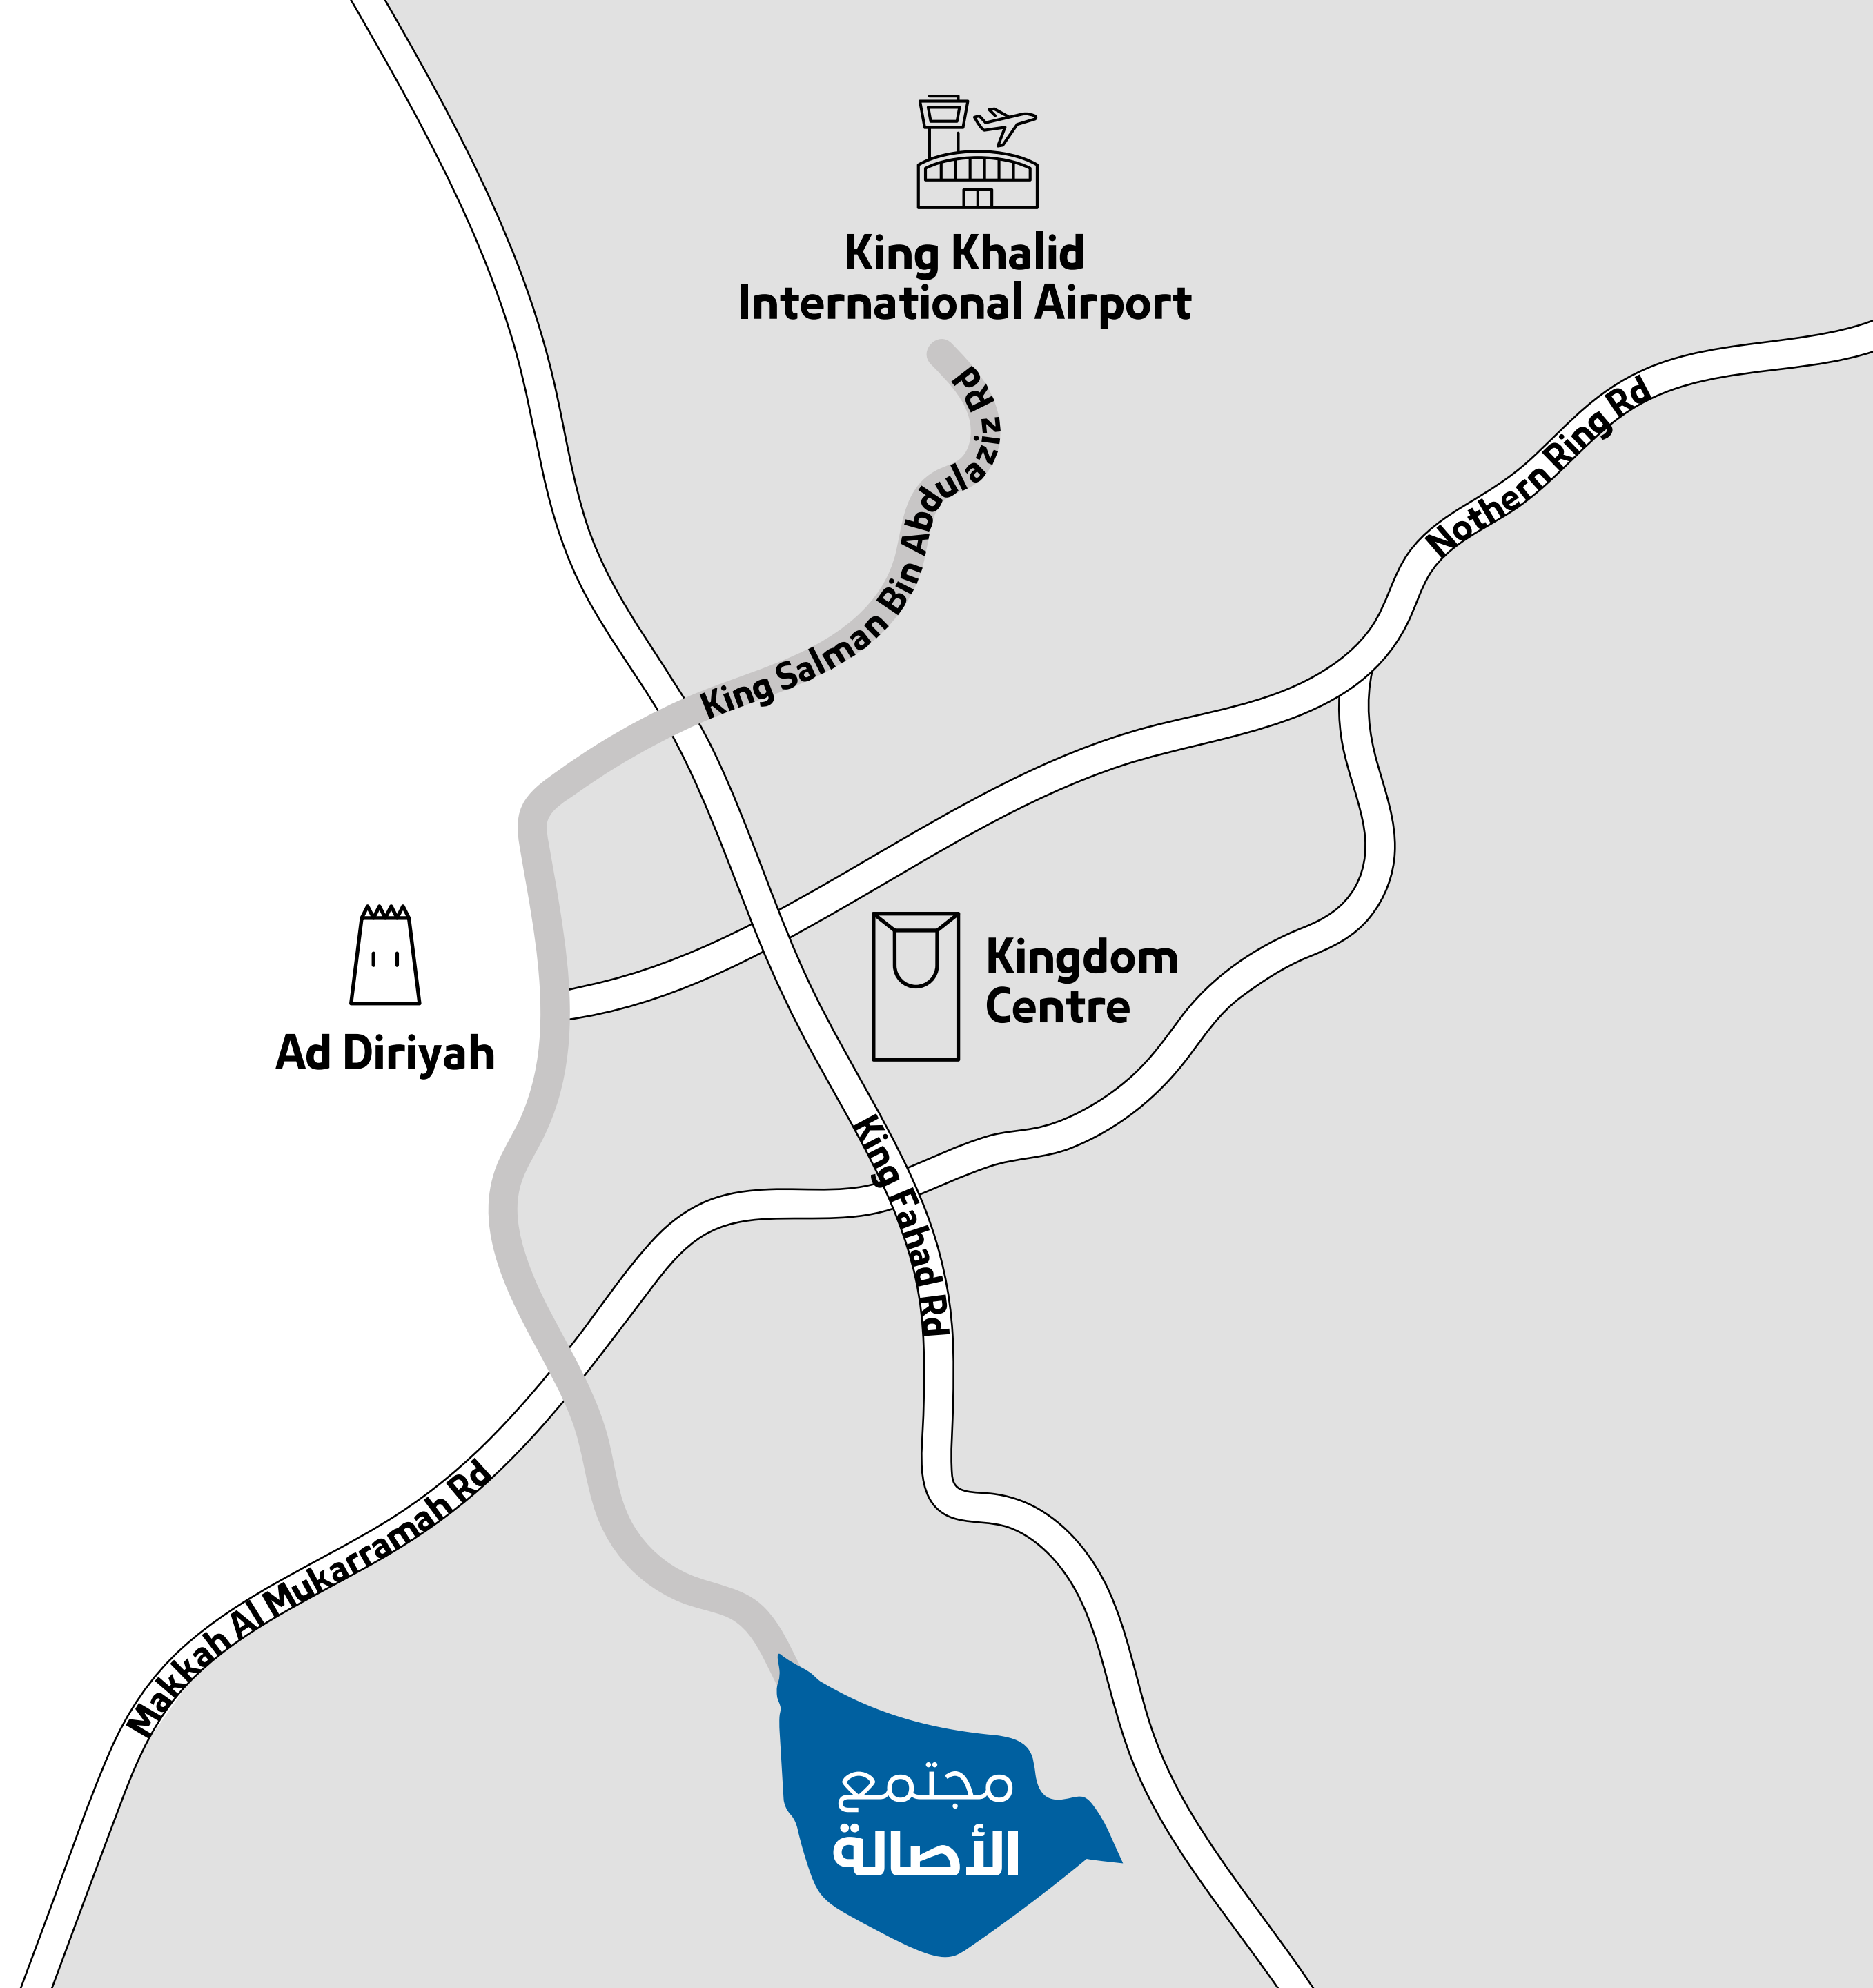 King Khalid
International Airport
King Salman Bin Abdulaziz Rd
Nothern Ring Rd
Kingdom
Centre
Ad Diriyah
King Fahad Rd
Makkah Al Mukarramah Rd
مجتمع
الأصالة